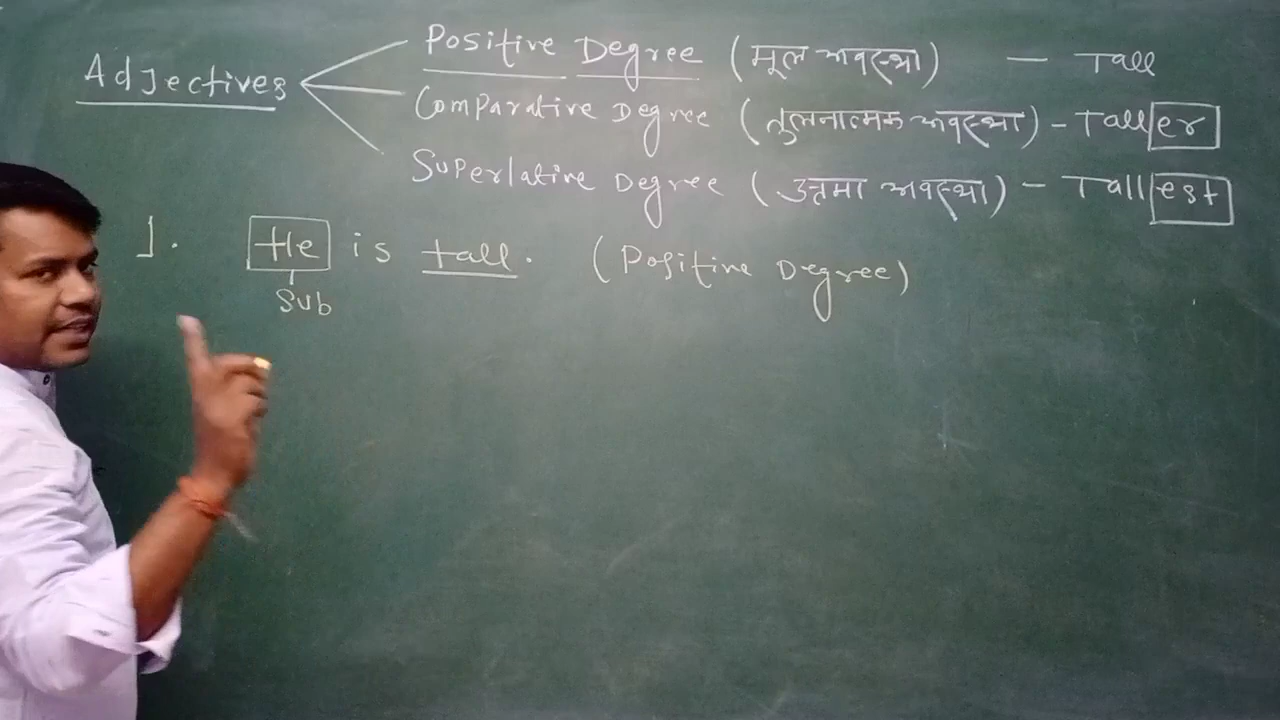 Adjectives
Positive Degree (मूल अवस्था) — Tall
Comparative Degree (तुलनात्मक अवस्था) - Taller
Superlative Degree (उत्तमा अवस्था) - Tallest
1. He is tall. (Positive Degree)
Sub